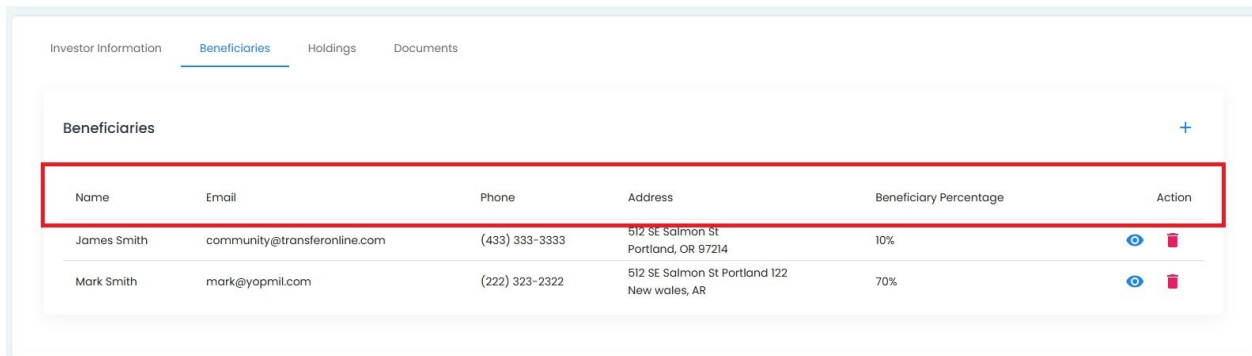 Investor Information Beneficiaries Holdings Documents
Beneficiaries +
Name Email Phone Address Beneficiary Percentage Action
James Smith community@transferonline.com (433) 333-3333 512 SE Salmon St 10%
Portland, OR 97214
Mark Smith mark@yopmil.com (222) 323-2322 512 SE Salmon St Portland 122 70%
New wales, AR